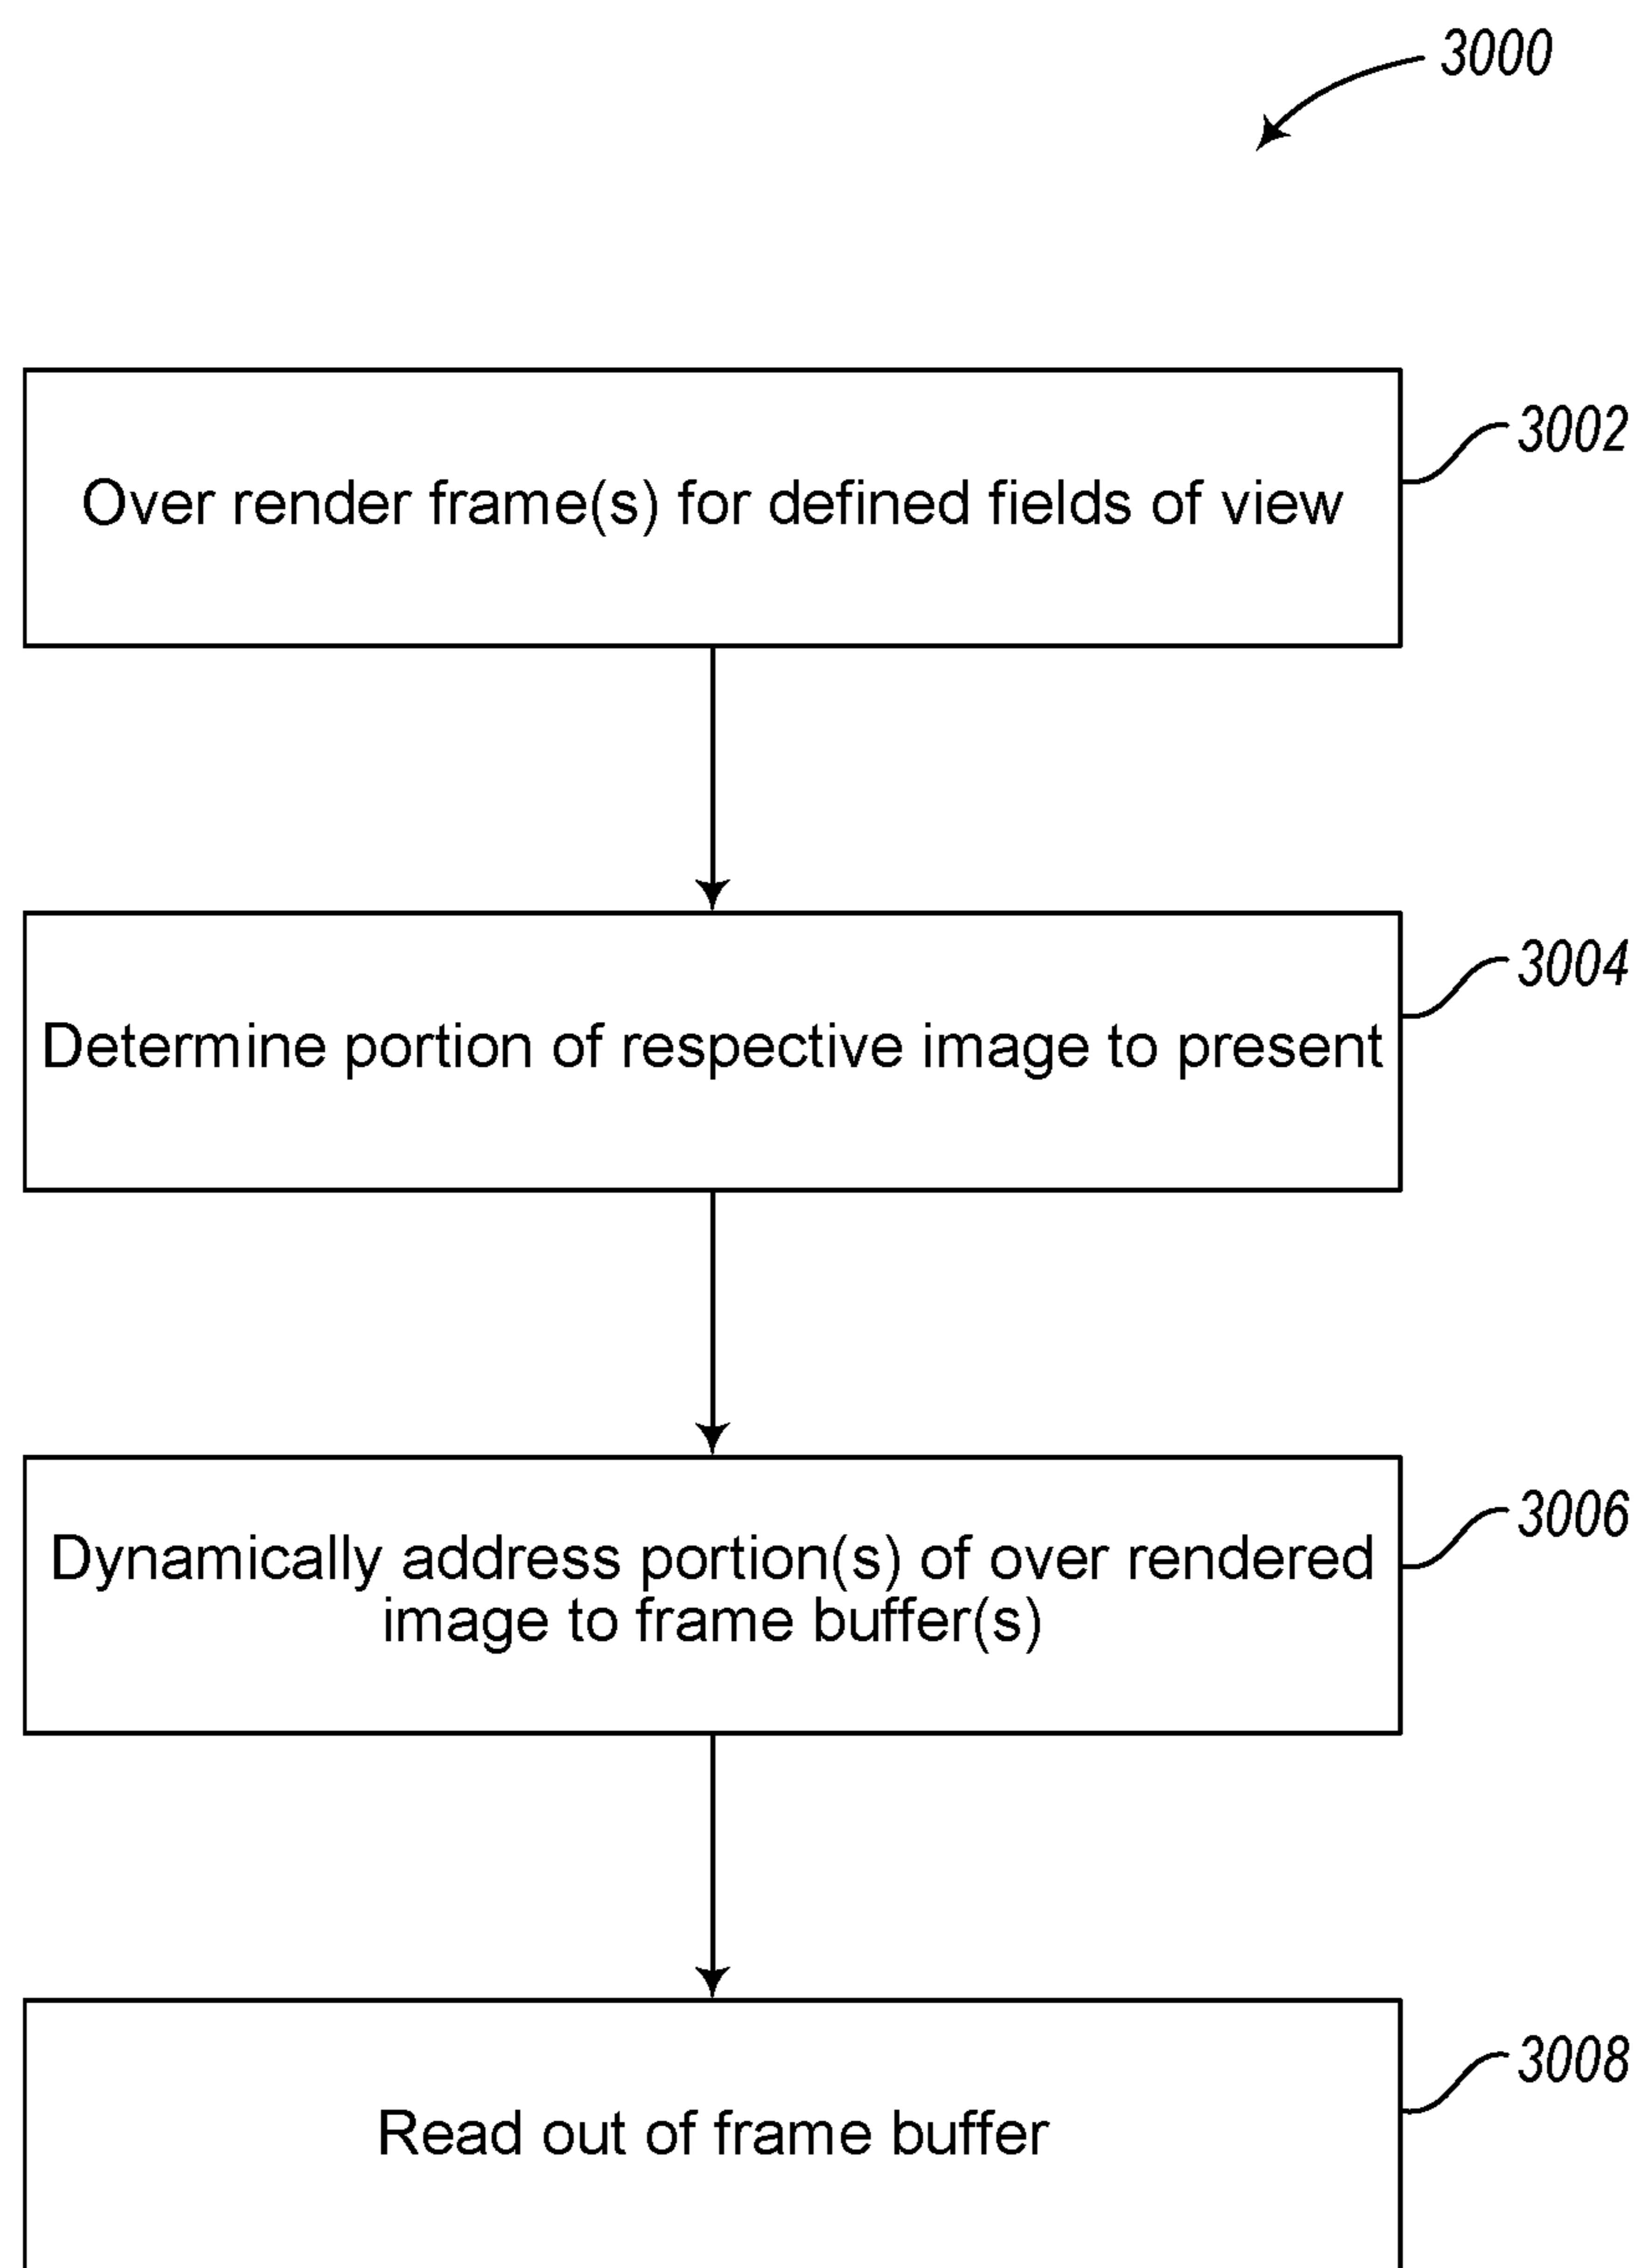 3000
Over render frame(s) for defined fields of view
3002
Determine portion of respective image to present
3004
Dynamically address portion(s) of over rendered
image to frame buffer(s)
3006
Read out of frame buffer
3008